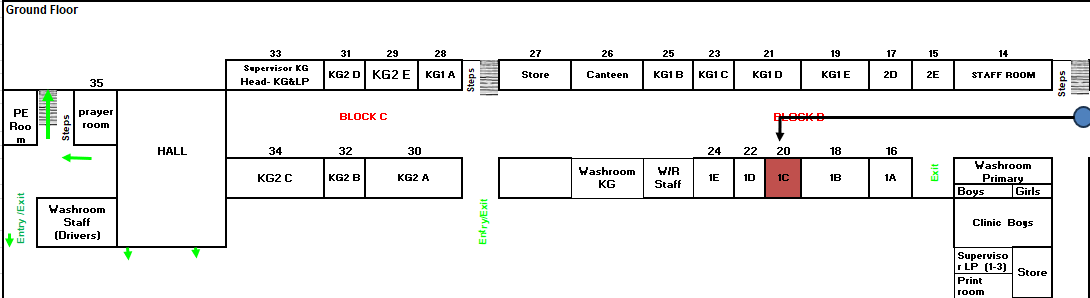 Ground Floor
33
31
29
28
27
26
25
23
21
19
17
15
14
Supervisor KG
Head- KG&LP
KG2 D
KG2 E
KG1 A
Steps
Store
Canteen
KG1 B
KG1 C
KG1 D
KG1 E
2D
2E
STAFF ROOM
Steps
35
PE
Roo
m
Steps
prayer
room
HALL
BLOCK C
34
32
30
24
22
20
18
16
KG2 C
KG2 B
KG2 A
Washroom
KG
W/R
Staff
1E
1D
1C
1B
1A
Exit
Washroom
Primary
Boys
Girls
Entry /Exit
Washroom
Staff
(Drivers)
Entry/Exit
Clinic Boys
Superviso
r LP (1-3)
Print
room
Store